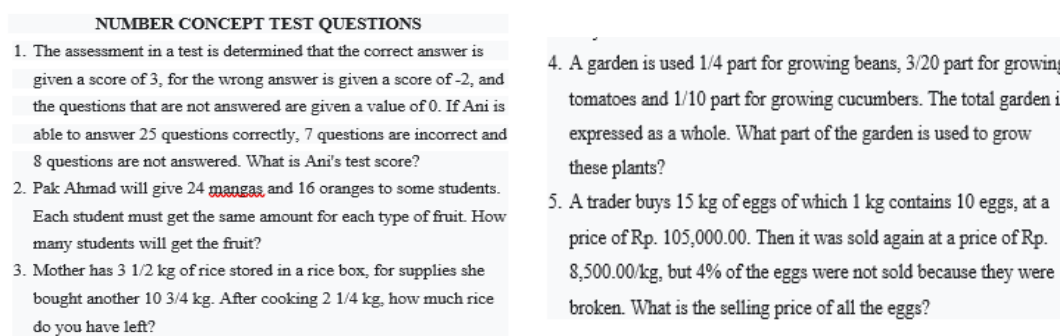 NUMBER CONCEPT TEST QUESTIONS
1. The assessment in a test is determined that the correct answer is
given a score of 3, for the wrong answer is given a score of -2, and
the questions that are not answered are given a value of 0. If Ani is
able to answer 25 questions correctly, 7 questions are incorrect and
8 questions are not answered. What is Ani's test score?
2. Pak Ahmad will give 24 mangas and 16 oranges to some students.
Each student must get the same amount for each type of fruit. How
many students will get the fruit?
3. Mother has 3 1/2 kg of rice stored in a rice box, for supplies she
bought another 10 3/4 kg. After cooking 2 1/4 kg, how much rice
do you have left?
4. A garden is used 1/4 part for growing beans, 3/20 part for growing
tomatoes and 1/10 part for growing cucumbers. The total garden i
expressed as a whole. What part of the garden is used to grow
these plants?
5. A trader buys 15 kg of eggs of which 1 kg contains 10 eggs, at a
price of Rp. 105,000.00. Then it was sold again at a price of Rp.
8,500.00/kg, but 4% of the eggs were not sold because they were
broken. What is the selling price of all the eggs?